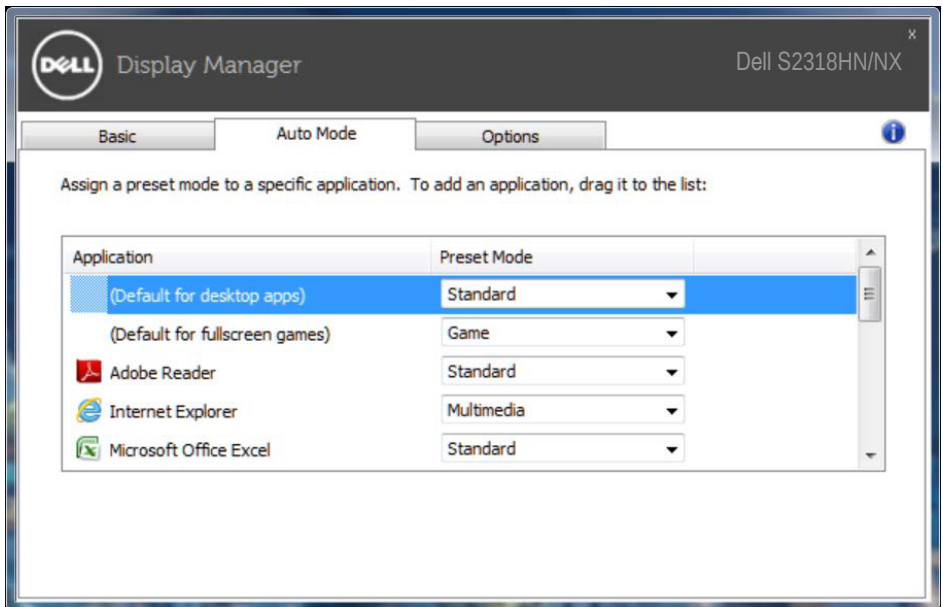 x
DELL Display Manager Dell S2318HN/NX
Basic Auto Mode Options
Assign a preset mode to a specific application. To add an application, drag it to the list:
Application Preset Mode
(Default for desktop apps) Standard
(Default for fullscreen games) Game
Adobe Reader Standard
Internet Explorer Multimedia
Microsoft Office Excel Standard